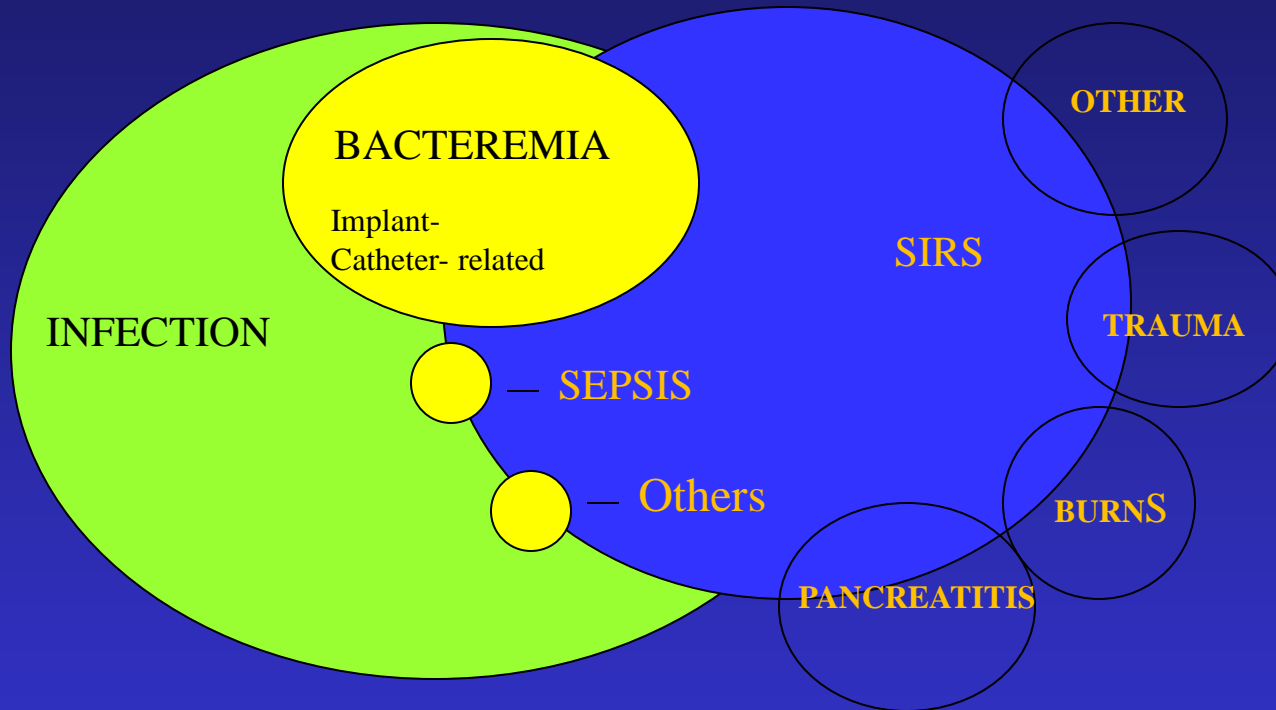 OTHER
BACTEREMIA
Implant-
Catheter- related
SIRS
INFECTION
TRAUMA
— SEPSIS
— Others
BURNS
PANCREATITIS